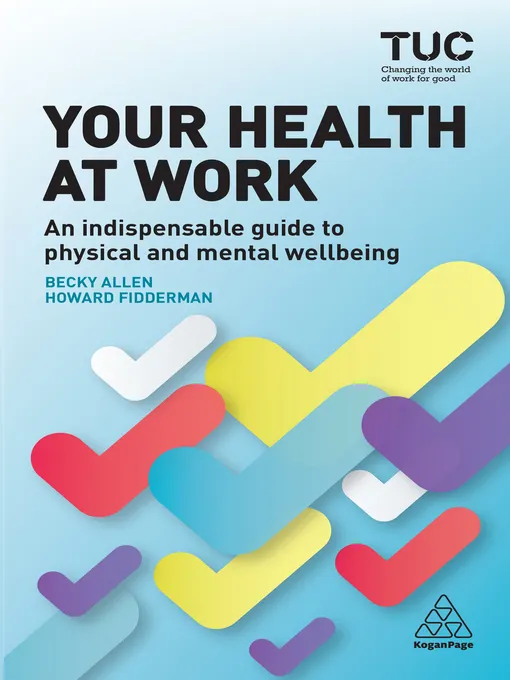 TUC
Changing the world
of work for good
YOUR HEALTH
AT WORK
An indispensable guide to
physical and mental wellbeing
BECKY ALLEN
HOWARD FIDDERMAN
KoganPage